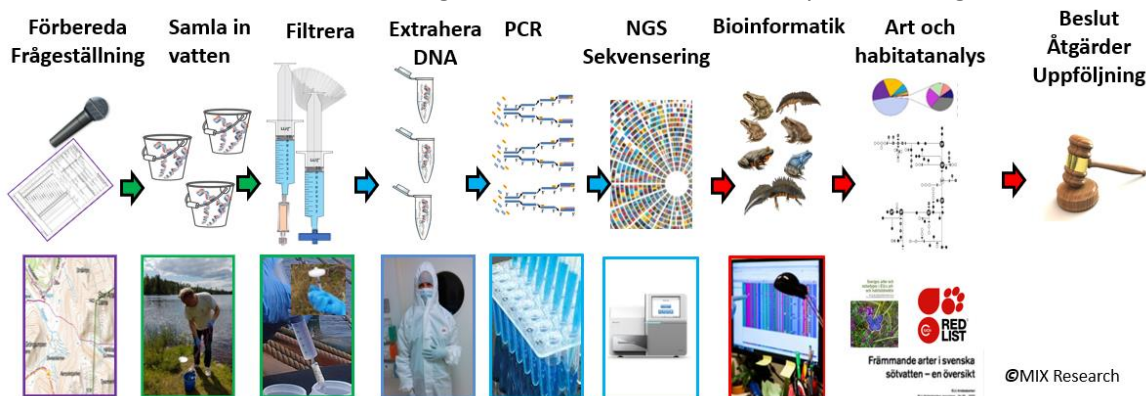 Förbereda
Frågeställning
Samla in
vatten
Filtrera
Extrahera
DNA
PCR
NGS
Sekvensering
Bioinformatik
Art och
habitatanalys
Beslut
Åtgärder
Uppföljning
RED
LIST
Främmande arter i svenska
sötvatten – en översikt
©MIX Research